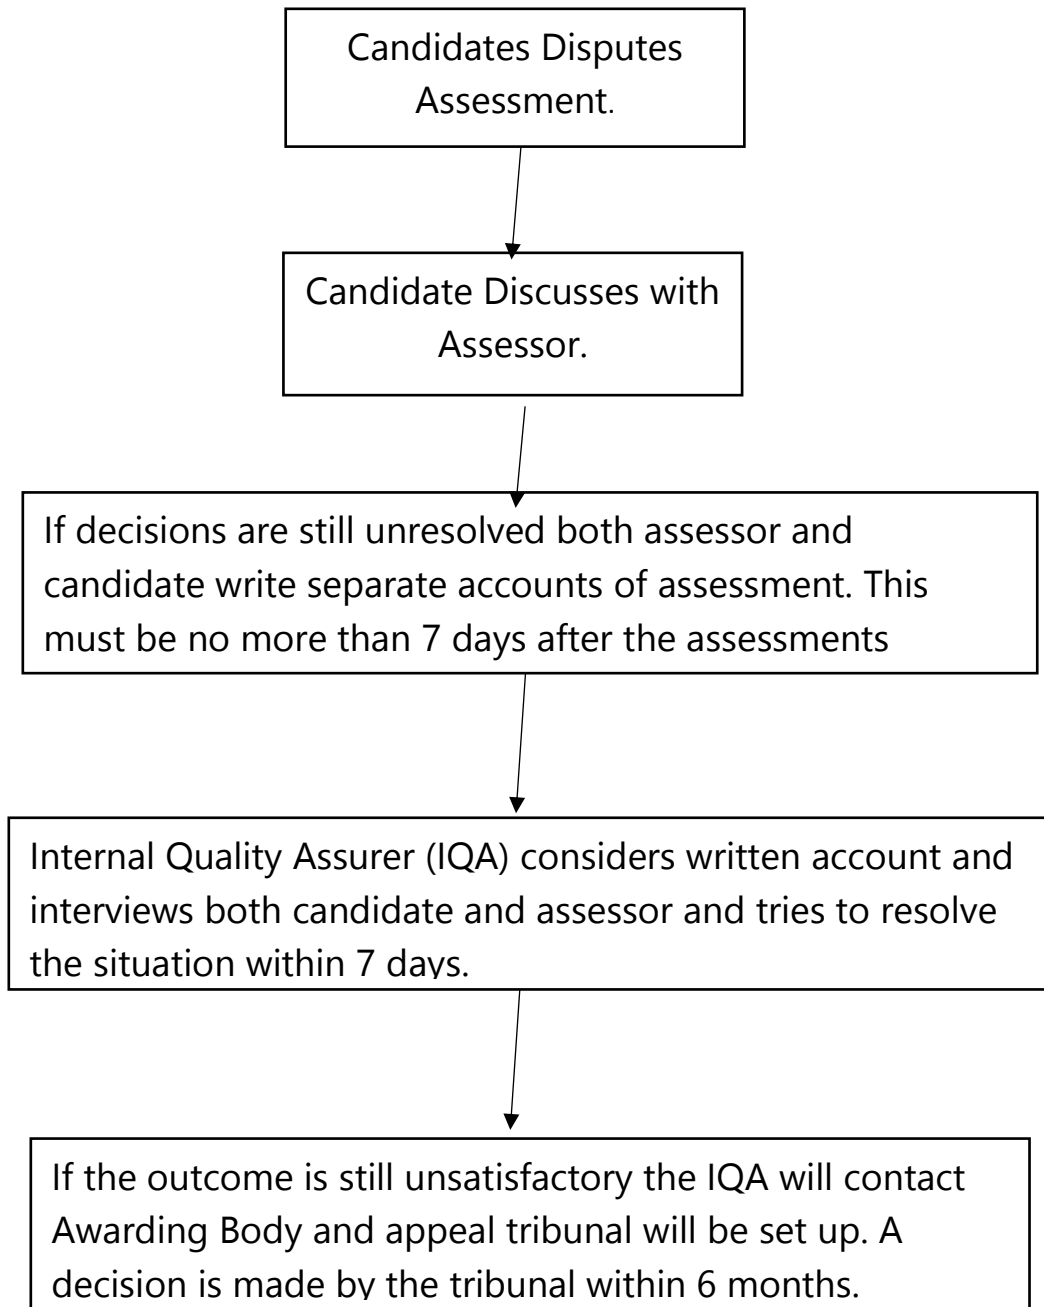 Candidates Disputes
Assessment.
Candidate Discusses with
Assessor.
If decisions are still unresolved both assessor and
candidate write separate accounts of assessment. This
must be no more than 7 days after the assessments
Internal Quality Assurer (IQA) considers written account and
interviews both candidate and assessor and tries to resolve
the situation within 7 days.
If the outcome is still unsatisfactory the IQA will contact
Awarding Body and appeal tribunal will be set up. A
decision is made by the tribunal within 6 months.